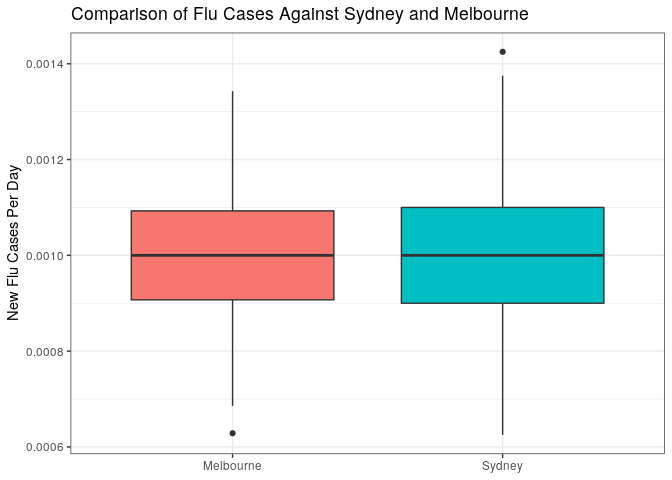 Comparison of Flu Cases Against Sydney and Melbourne
New Flu Cases Per Day
0.0014
0.0012
0.0010
0.0008
0.0006
Melbourne
Sydney